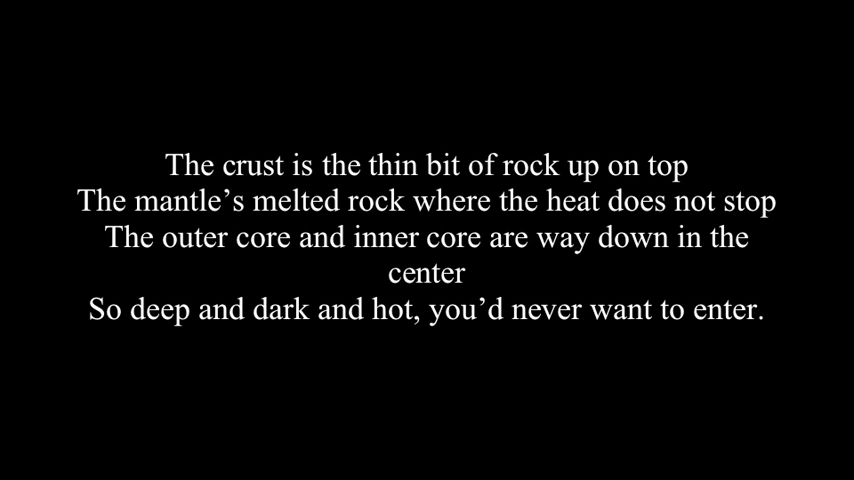 The crust is the thin bit of rock up on top
The mantle’s melted rock where the heat does not stop
The outer core and inner core are way down in the
center
So deep and dark and hot, you’d never want to enter.